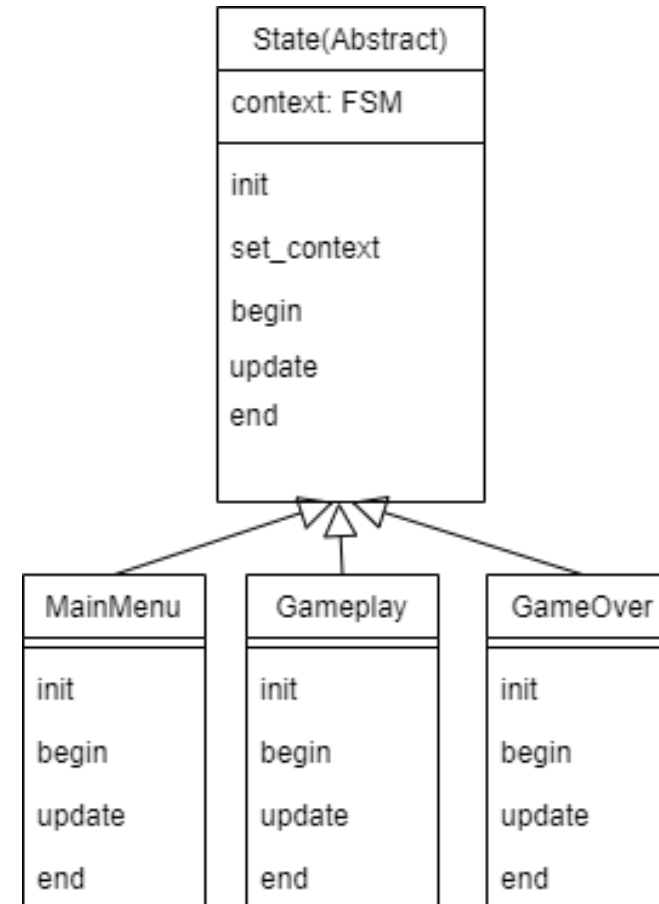 State(Abstract)
context: FSM
init
set_context
begin
update
end
MainMenu
init
begin
update
end
Gameplay
init
begin
update
end
GameOver
init
begin
update
end